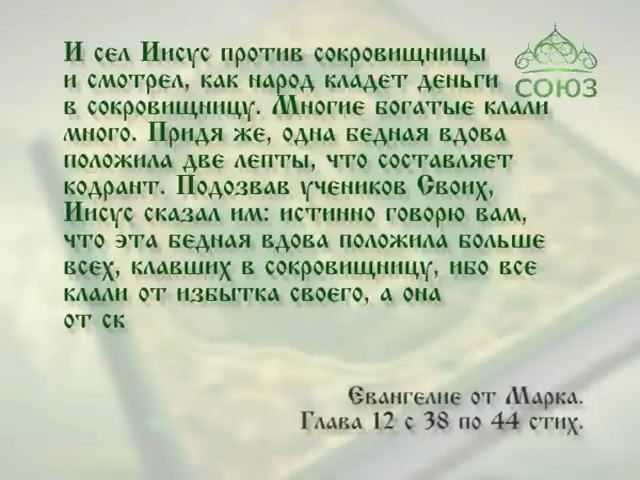 И сел Иисус против сокровищницы
и смотрел, как народ кладет деньги
в сокровищницу. Многие богатые клали
много. Придя же, одна бедная вдова
положила две лепты, что составляет
кодрант. Подозвав учеников Своих,
Иисус сказал им: истинно говорю вам,
что эта бедная вдова положила больше
всех, клавших в сокровищницу, ибо все
клали от избытка своего, а она
от ск
СОЮЗ
Евангелие от Марка.
Глава 12 с 38 по 44 стих.